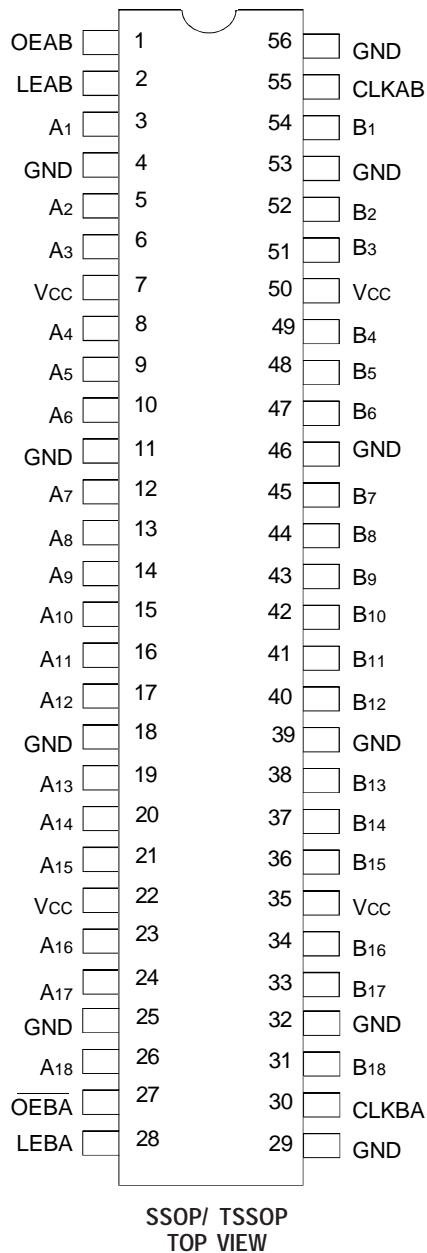 OEAB 1 56 GND
LEAB 2 55 CLKAB
A1 3 54 B1
GND 4 53 GND
A2 5 52 B2
A3 6 51 B3
VCC 7 50 VCC
A4 8 49 B4
A5 9 48 B5
A6 10 47 B6
GND 11 46 GND
A7 12 45 B7
A8 13 44 B8
A9 14 43 B9
A10 15 42 B10
A11 16 41 B11
A12 17 40 B12
GND 18 39 GND
A13 19 38 B13
A14 20 37 B14
A15 21 36 B15
VCC 22 35 VCC
A16 23 34 B16
A17 24 33 B17
GND 25 32 GND
A18 26 31 B18
O̅E̅B̅A̅ 27 30 CLKBA
LEBA 28 29 GND
SSOP/ TSSOP
TOP VIEW